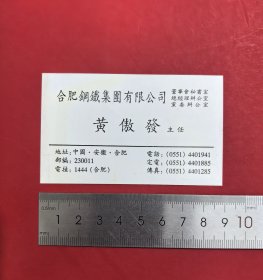 合肥鋼鐵集團有限公司
董事會秘書室
總經理辦公室
黨委辦公室
黃傲發 主任
地址:中國·安徽·合肥
郵編:230011
電掛:1444(合肥)
電話:(0551)4401941
宅電:(0551)4401885
傳真:(0551)4401285
1 2 3 4 5 6 7 8 9 10